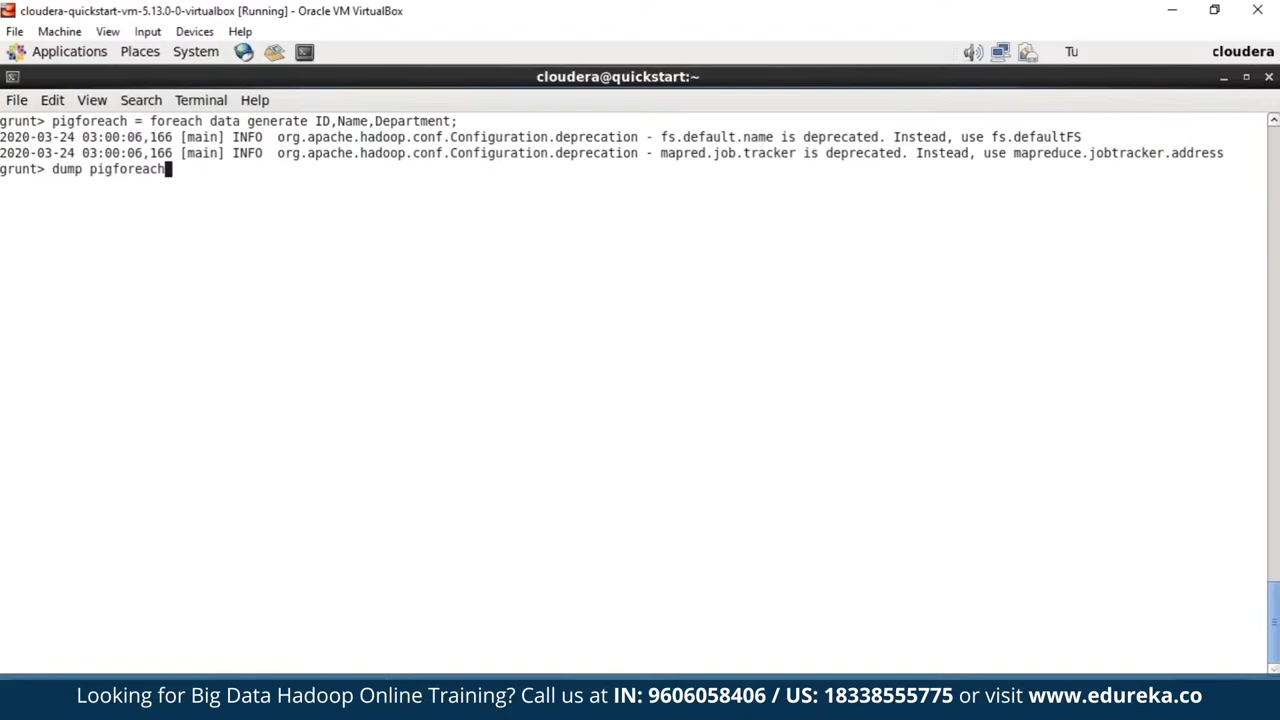 cloudera-quickstart-vm-5.13.0-0-virtualbox [Running] - Oracle VM VirtualBox
File Machine View Input Devices Help
Applications Places System Tu cloudera
cloudera@quickstart:~
File Edit View Search Terminal Help
grunt> pigforeach = foreach data generate ID,Name,Department;
2020-03-24 03:00:06,166 [main] INFO  org.apache.hadoop.conf.Configuration.deprecation - fs.default.name is deprecated. Instead, use fs.defaultFS
2020-03-24 03:00:06,166 [main] INFO  org.apache.hadoop.conf.Configuration.deprecation - mapred.job.tracker is deprecated. Instead, use mapreduce.jobtracker.address
grunt> dump pigforeach
Looking for Big Data Hadoop Online Training? Call us at IN: 9606058406 / US: 18338555775 or visit www.edureka.co